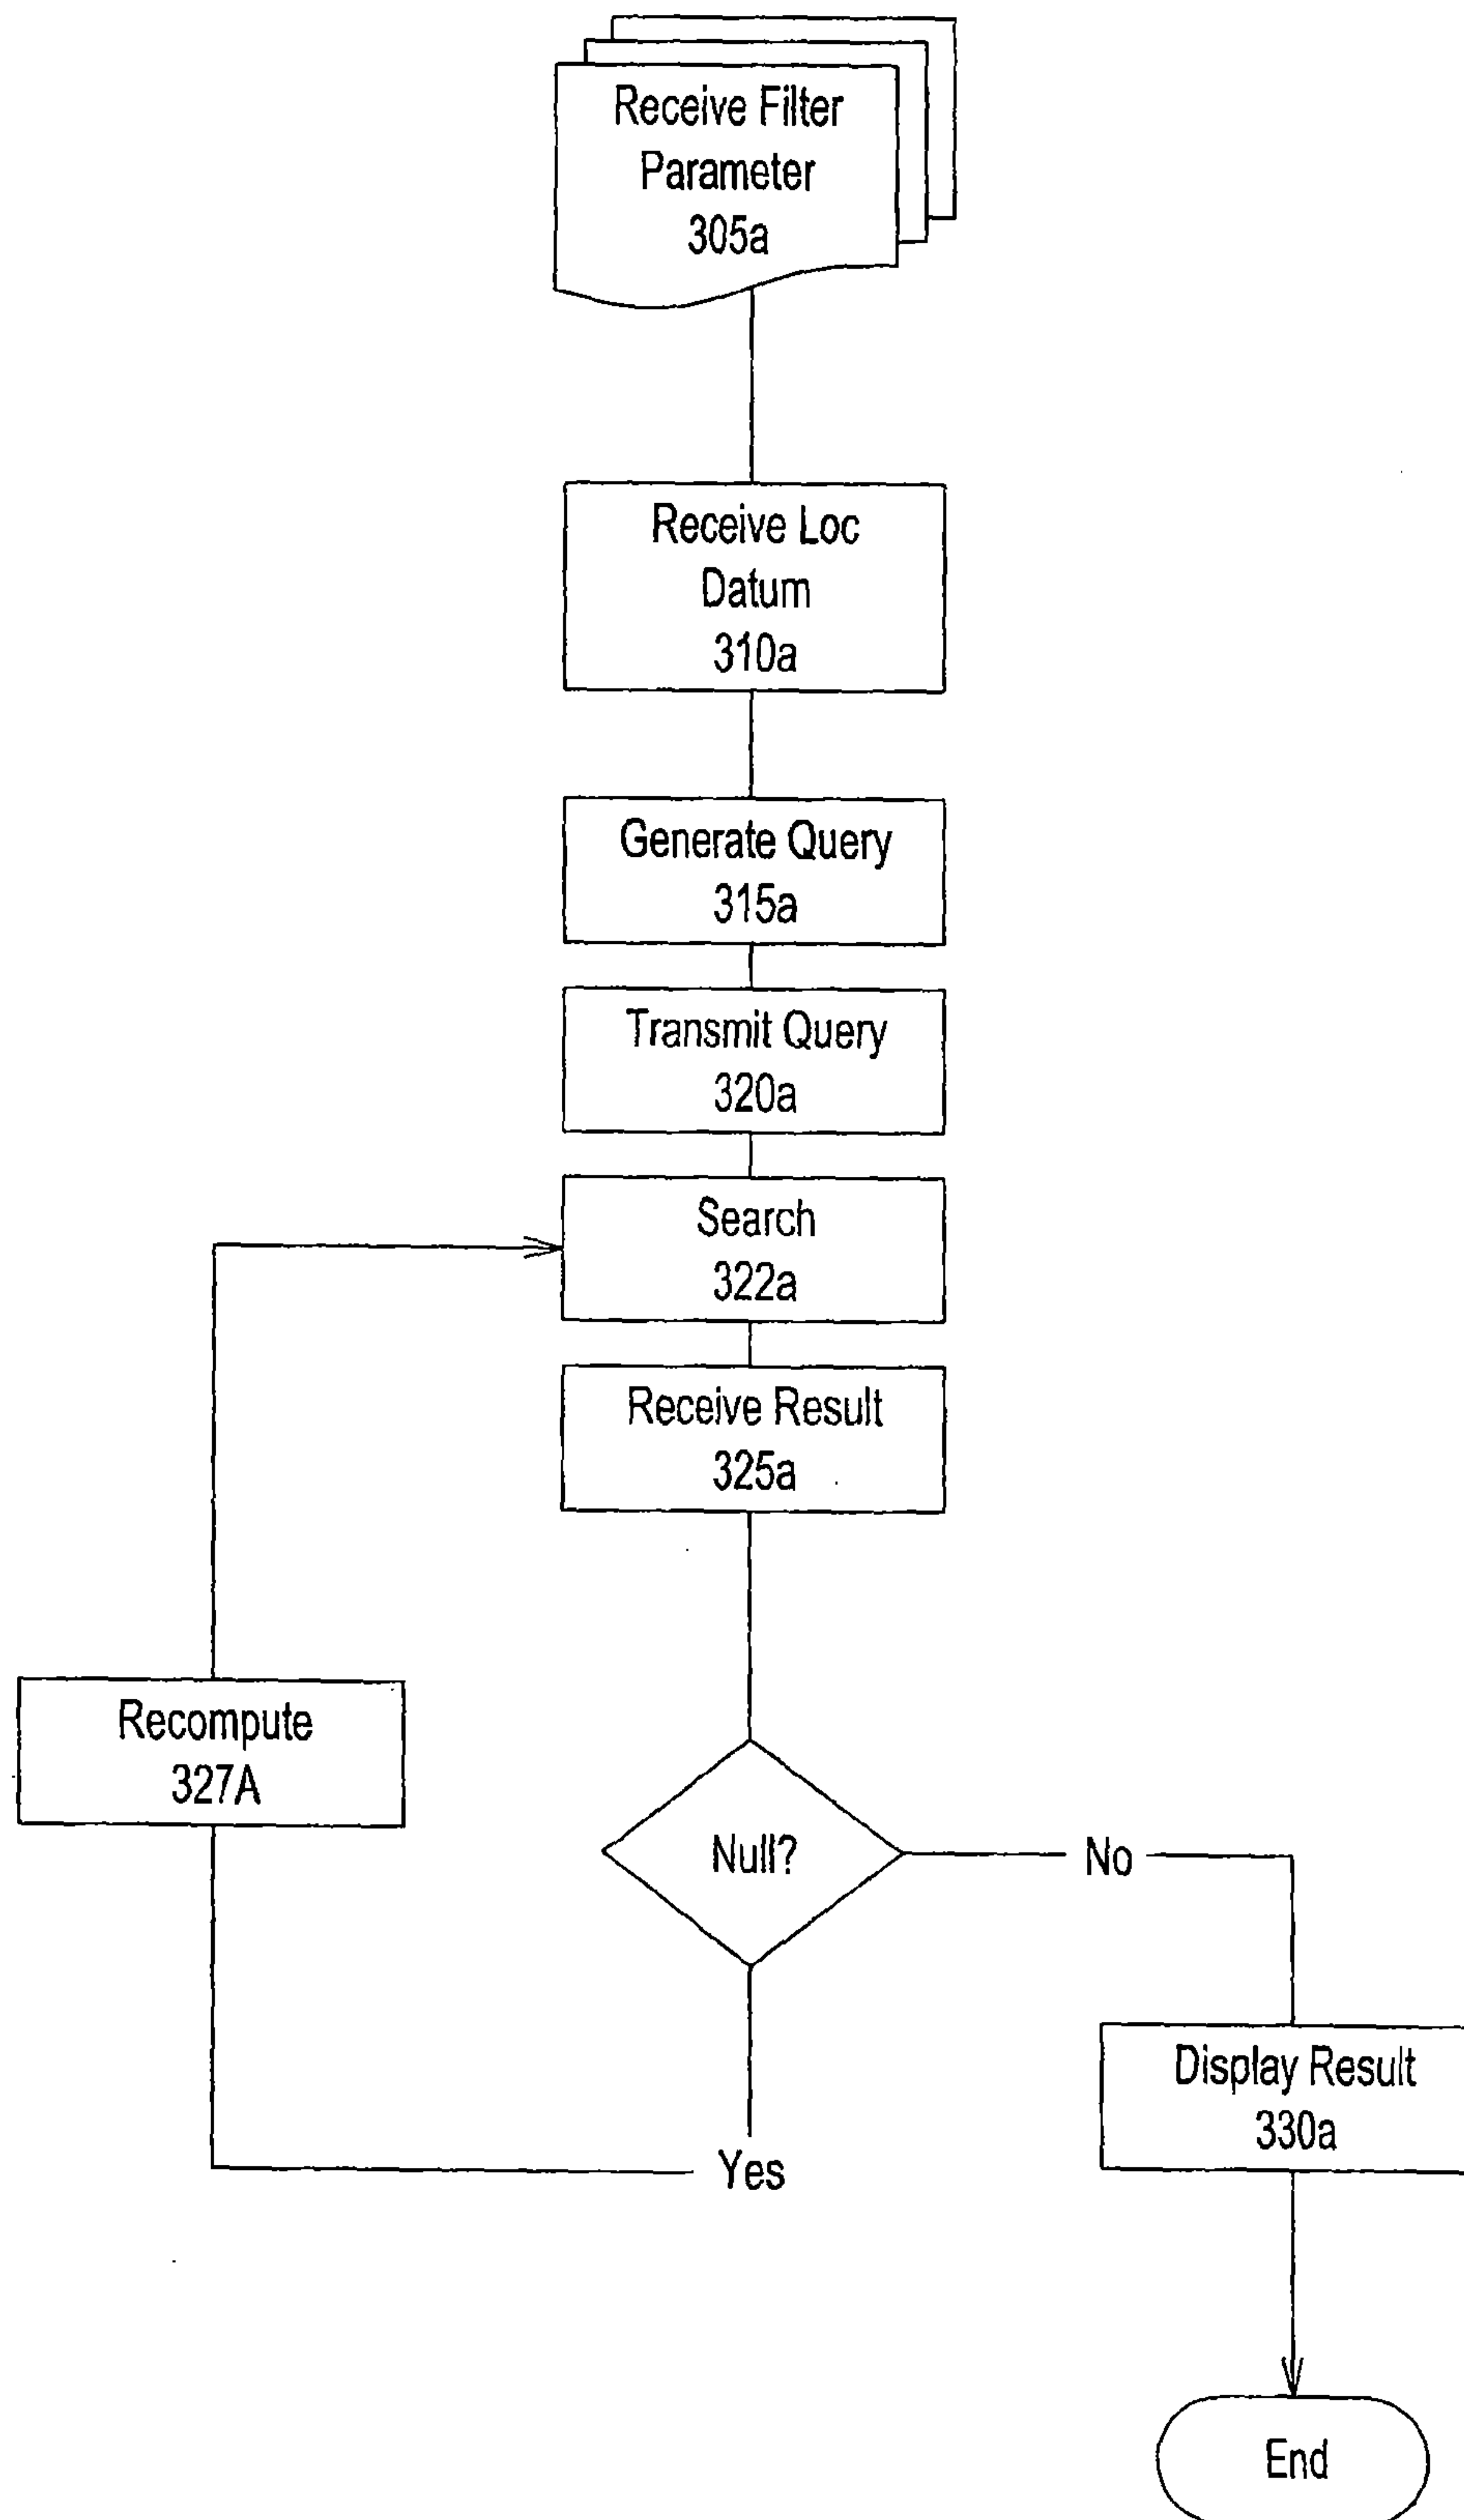 Receive Filter
Parameter
305a
Receive Loc
Datum
310a
Generate Query
315a
Transmit Query
320a
Search
322a
Receive Result
325a
Recompute
327A
Null?
No
Display Result
330a
Yes
End